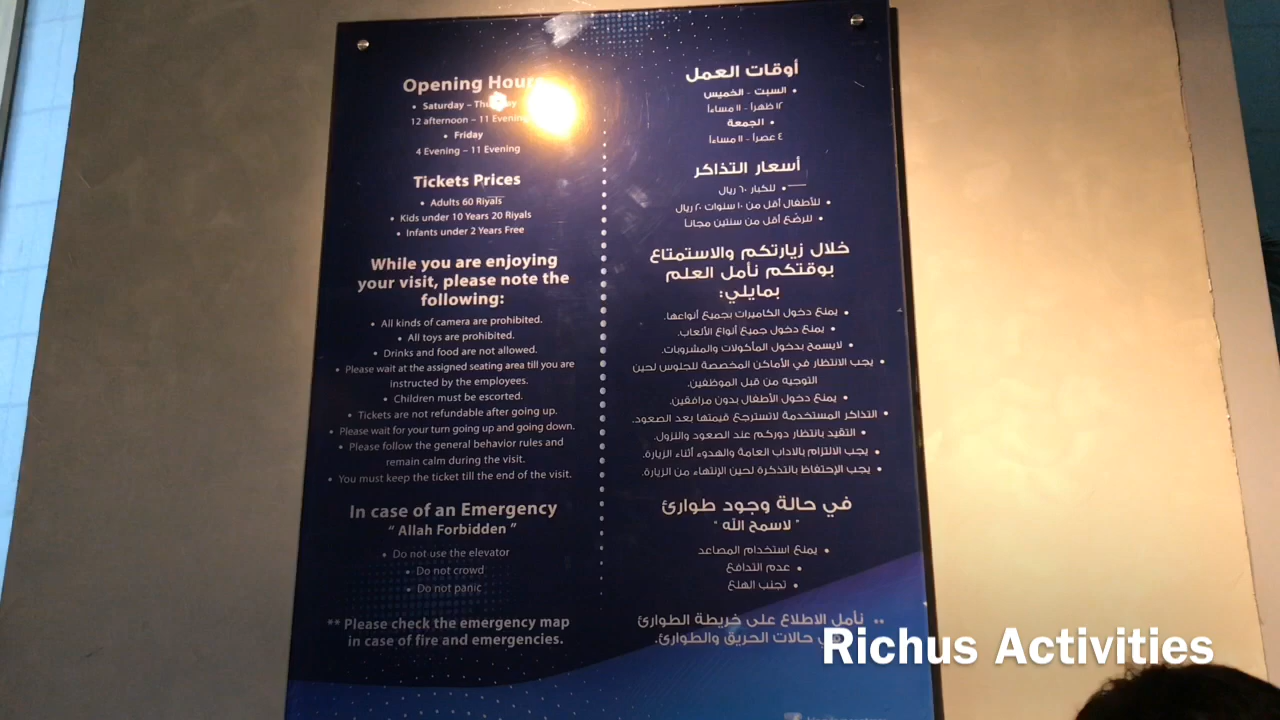 Opening Hours
• Saturday – Thursday
12 afternoon – 11 Evening
• Friday
4 Evening – 11 Evening
Tickets Prices
• Adults 60 Riyals
• Kids under 10 Years 20 Riyals
• Infants under 2 Years Free
While you are enjoying
your visit, please note the
following:
• All kinds of camera are prohibited.
• All toys are prohibited.
• Drinks and food are not allowed.
• Please wait at the assigned seating area till you are
instructed by the employees.
• Children must be escorted.
• Tickets are not refundable after going up.
• Please wait for your turn going up and going down.
• Please follow the general behavior rules and
remain calm during the visit.
• You must keep the ticket till the end of the visit.
In case of an Emergency
“ Allah Forbidden ”
• Do not use the elevator
• Do not crowd
• Do not panic
** Please check the emergency map
in case of fire and emergencies.
أوقات العمل
• السبت - الخميس
١٢ ظهراً - ١١ مساءاً
• الجمعة
٤ عصراً - ١١ مساءاً
أسعار التذاكر
• للكبار ٦٠ ريال
• للأطفال أقل من ١٠ سنوات ٢٠ ريال
• للرضّع أقل من سنتين مجاناً
خلال زيارتكم والاستمتاع
بوقتكم نأمل العلم
بمايلي:
• يمنع دخول الكاميرات بجميع أنواعها.
• يمنع دخول جميع أنواع الألعاب.
• لايسمح بدخول المأكولات والمشروبات.
• يجب الانتظار في الأماكن المخصصة للجلوس لحين
التوجيه من قبل الموظفين.
• يمنع دخول الأطفال بدون مرافقين.
• التذاكر المستخدمة لاتسترجع قيمتها بعد الصعود.
• التقيد بانتظار دوركم عند الصعود والنزول.
• يجب الالتزام بالاداب العامة والهدوء أثناء الزيارة.
• يجب الإحتفاظ بالتذكرة لحين الإنتهاء من الزيارة.
في حالة وجود طوارئ
" لاسمح الله "
• يمنع استخدام المصاعد
• عدم التدافع
• تجنب الهلع
** نأمل الاطلاع على خريطة الطوارئ
في حالات الحريق والطوارئ.
Richus Activities